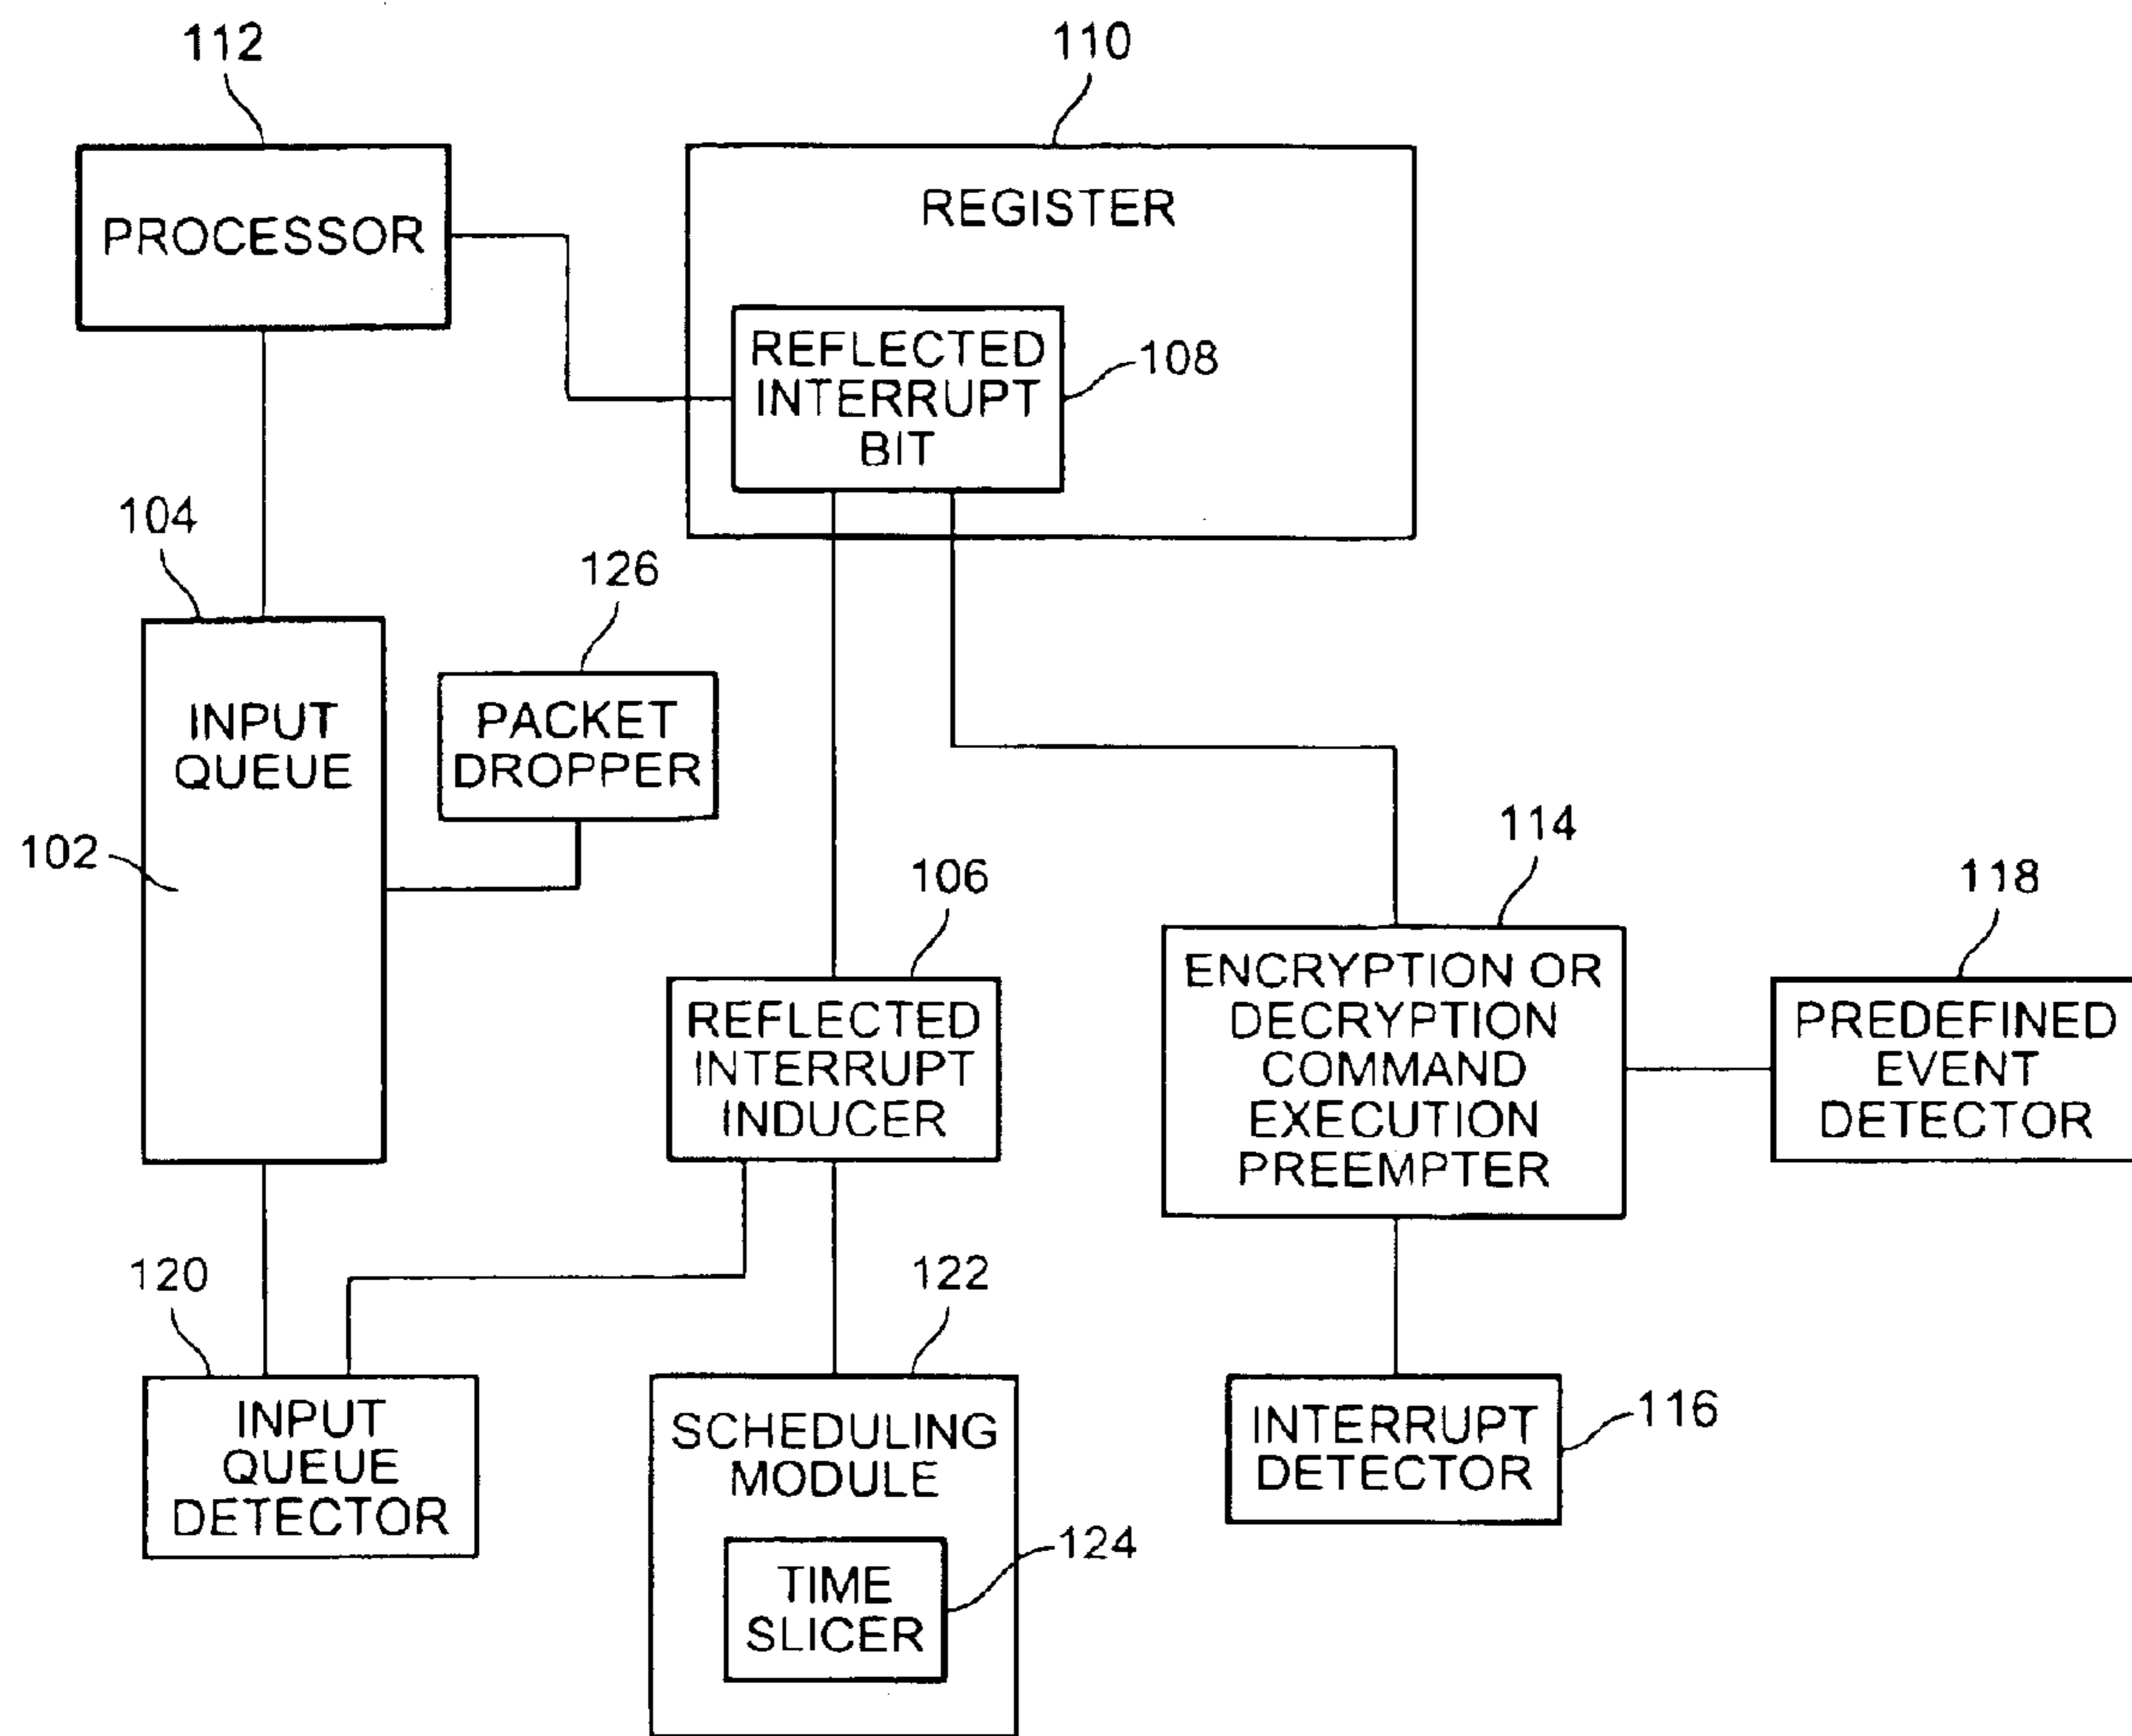 112
110
PROCESSOR
REGISTER
REFLECTED
INTERRUPT
BIT
108
104
126
INPUT
QUEUE
PACKET
DROPPER
102
106
114
118
REFLECTED
INTERRUPT
INDUCER
ENCRYPTION OR
DECRYPTION
COMMAND
EXECUTION
PREEMPTER
PREDEFINED
EVENT
DETECTOR
120
122
INPUT
QUEUE
DETECTOR
SCHEDULING
MODULE
INTERRUPT
DETECTOR
116
TIME
SLICER
124